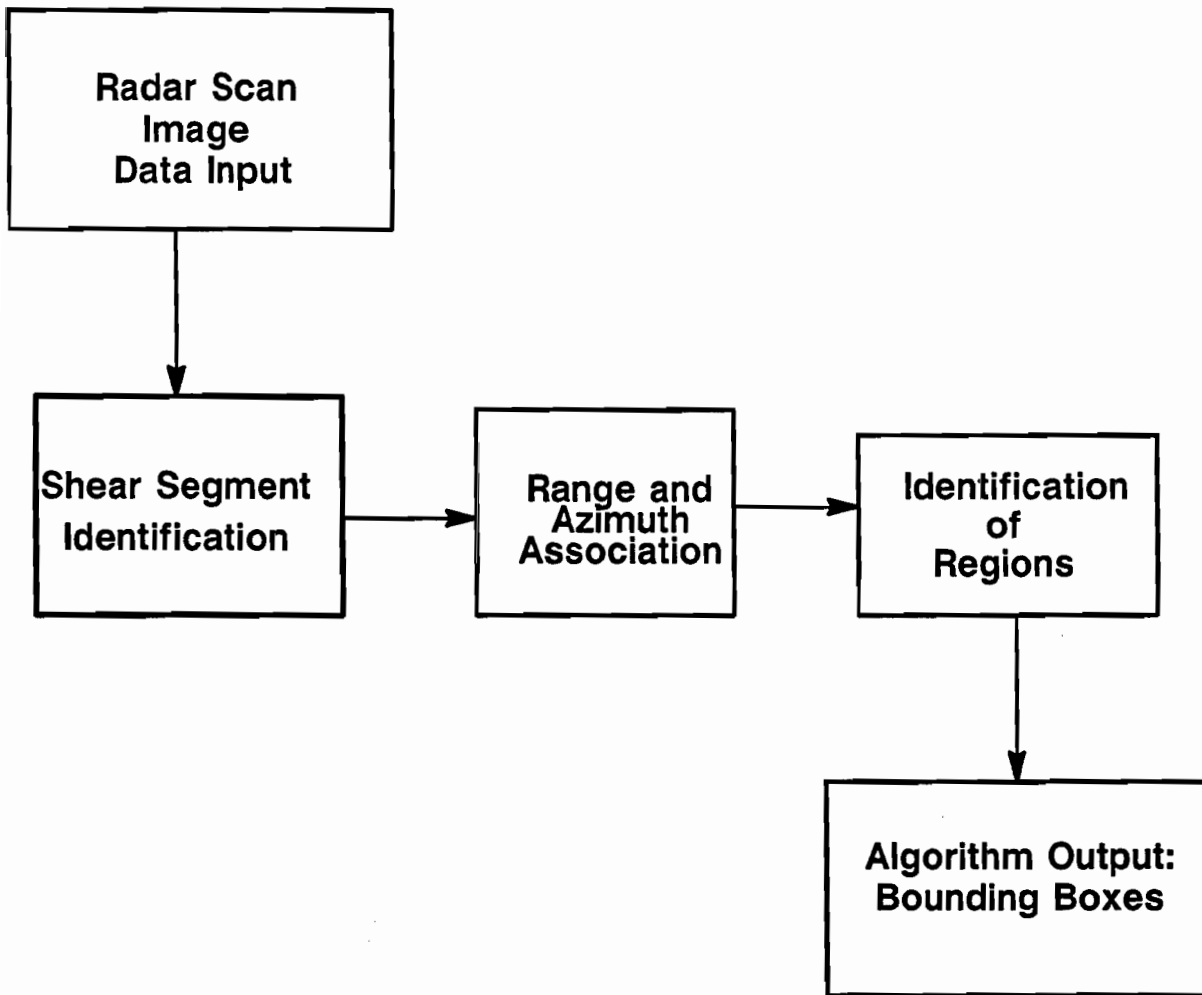 Radar Scan
Image
Data Input
Shear Segment
Identification
Range and
Azimuth
Association
Identification
of
Regions
Algorithm Output:
Bounding Boxes